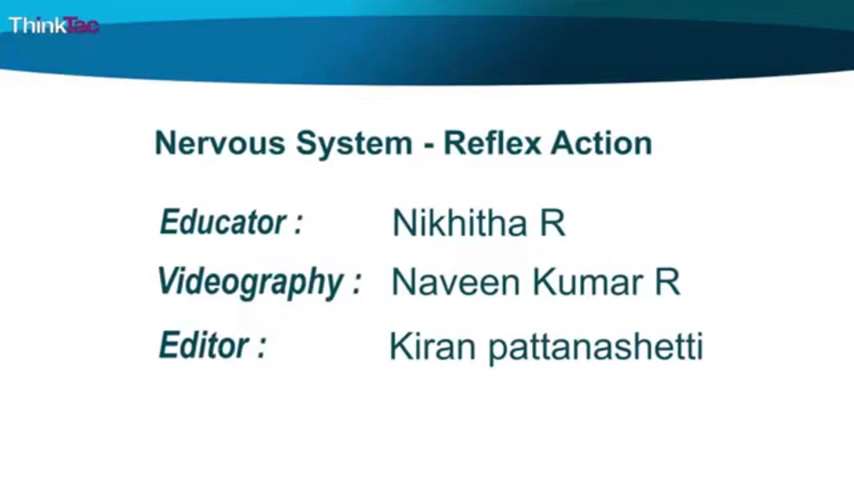 ThinkTac
Nervous System - Reflex Action
Educator : Nikhitha R
Videography : Naveen Kumar R
Editor : Kiran pattanashetti